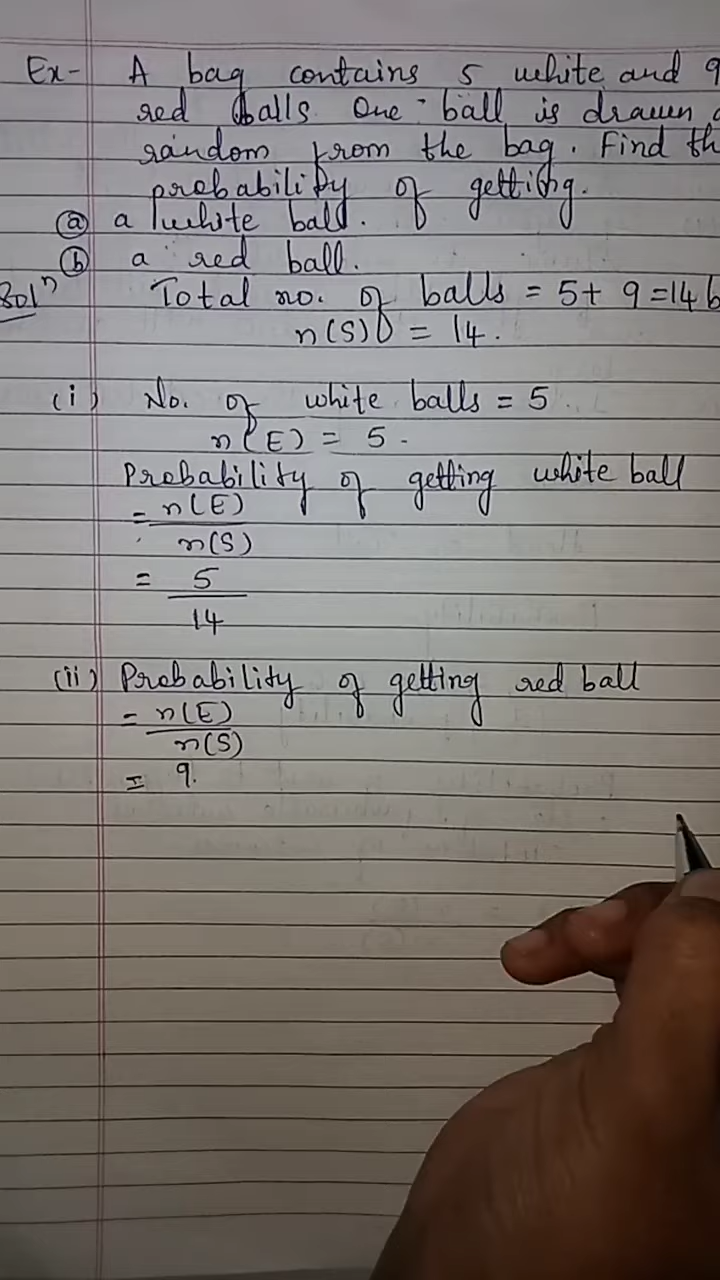 Ex- A bag contains 5 white and 9
red balls. One ball is drawn
random from the bag. Find th
probability of getting.
(a) a white ball.
(b) a red ball.
Solⁿ Total no. of balls = 5 + 9 = 14 b
n(S) = 14.
(i) No. of white balls = 5
n(E) = 5.
Probability of getting white ball
= n(E)
n(S)
= 5
14
(ii) Probability of getting red ball
= n(E)
n(S)
= 9